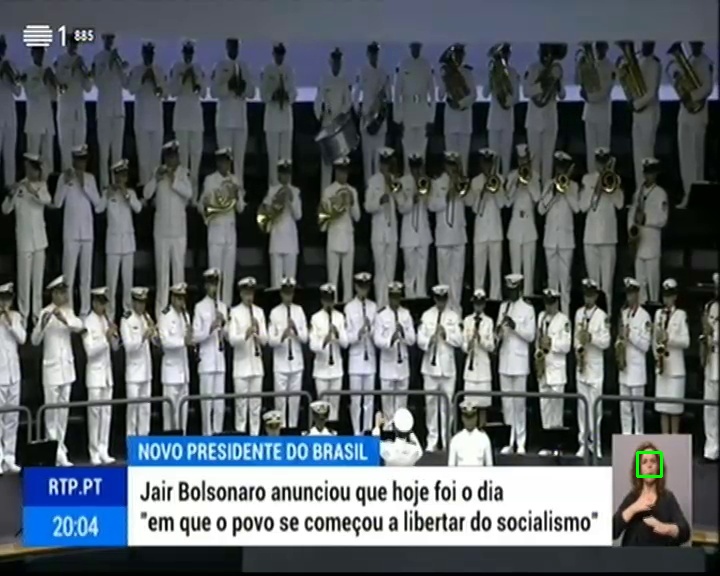 1 885
NOVO PRESIDENTE DO BRASIL
RTP.PT
20:04
Jair Bolsonaro anunciou que hoje foi o dia
"em que o povo se começou a libertar do socialismo"